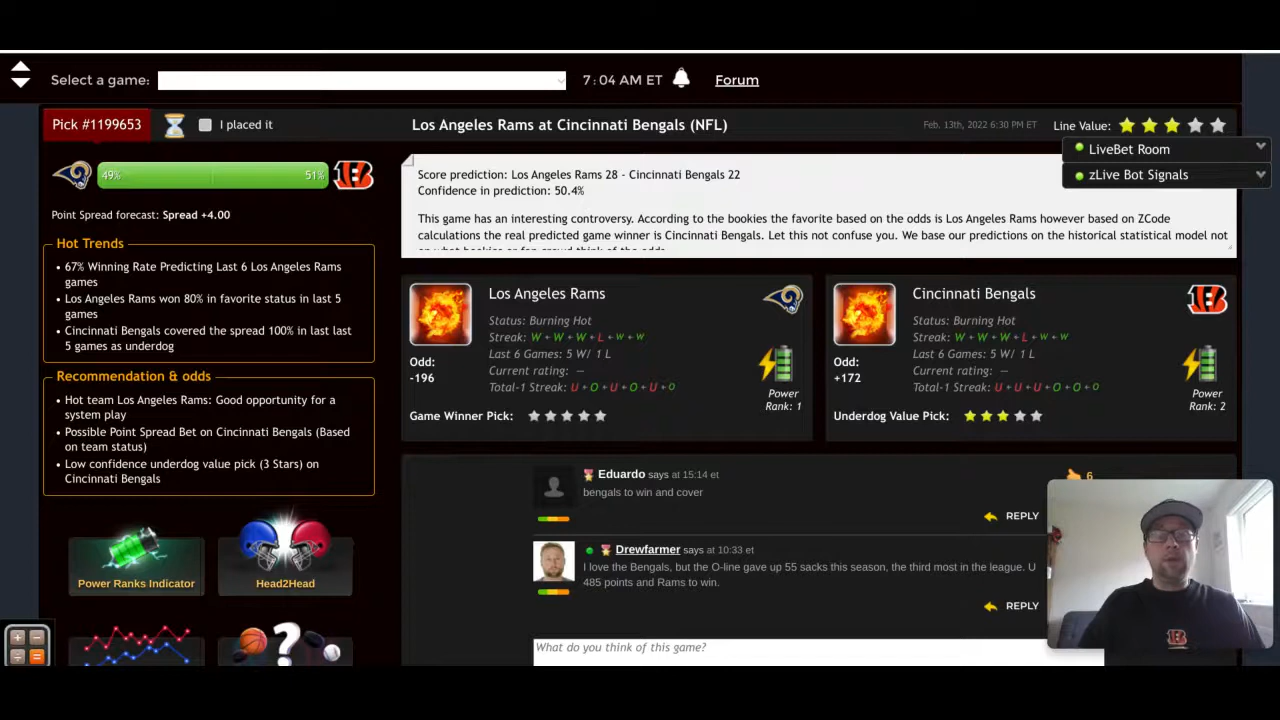 Select a game:
7:04 AM ET
Forum
Pick #1199653
I placed it
Los Angeles Rams at Cincinnati Bengals (NFL)
Feb. 13th, 2022 6:30 PM ET
Line Value:
LiveBet Room
zLive Bot Signals
49%
51%
Point Spread forecast: Spread +4.00
Hot Trends
67% Winning Rate Predicting Last 6 Los Angeles Rams
games
Los Angeles Rams won 80% in favorite status in last 5
games
Cincinnati Bengals covered the spread 100% in last last
5 games as underdog
Recommendation & odds
Hot team Los Angeles Rams: Good opportunity for a
system play
Possible Point Spread Bet on Cincinnati Bengals (Based
on team status)
Low confidence underdog value pick (3 Stars) on
Cincinnati Bengals
Power Ranks Indicator
Head2Head
Score prediction: Los Angeles Rams 28 - Cincinnati Bengals 22
Confidence in prediction: 50.4%
This game has an interesting controversy. According to the bookies the favorite based on the odds is Los Angeles Rams however based on ZCode
calculations the real predicted game winner is Cincinnati Bengals. Let this not confuse you. We base our predictions on the historical statistical model not
on what bookies or fan crowd think of the odds
Los Angeles Rams
Status: Burning Hot
Streak: W + W + W + L + W + W
Last 6 Games: 5 W/ 1 L
Current rating: —
Total-1 Streak: U + O + U + O + U + O
Odd:
-196
Power
Rank: 1
Game Winner Pick:
Cincinnati Bengals
Status: Burning Hot
Streak: W + W + W + L + W + W
Last 6 Games: 5 W/ 1 L
Current rating: —
Total-1 Streak: U + U + U + O + O + O
Odd:
+172
Power
Rank: 2
Underdog Value Pick:
Eduardo says at 15:14 et
6
bengals to win and cover
REPLY
Drewfarmer says at 10:33 et
I love the Bengals, but the O-line gave up 55 sacks this season, the third most in the league. U
485 points and Rams to win.
REPLY
What do you think of this game?